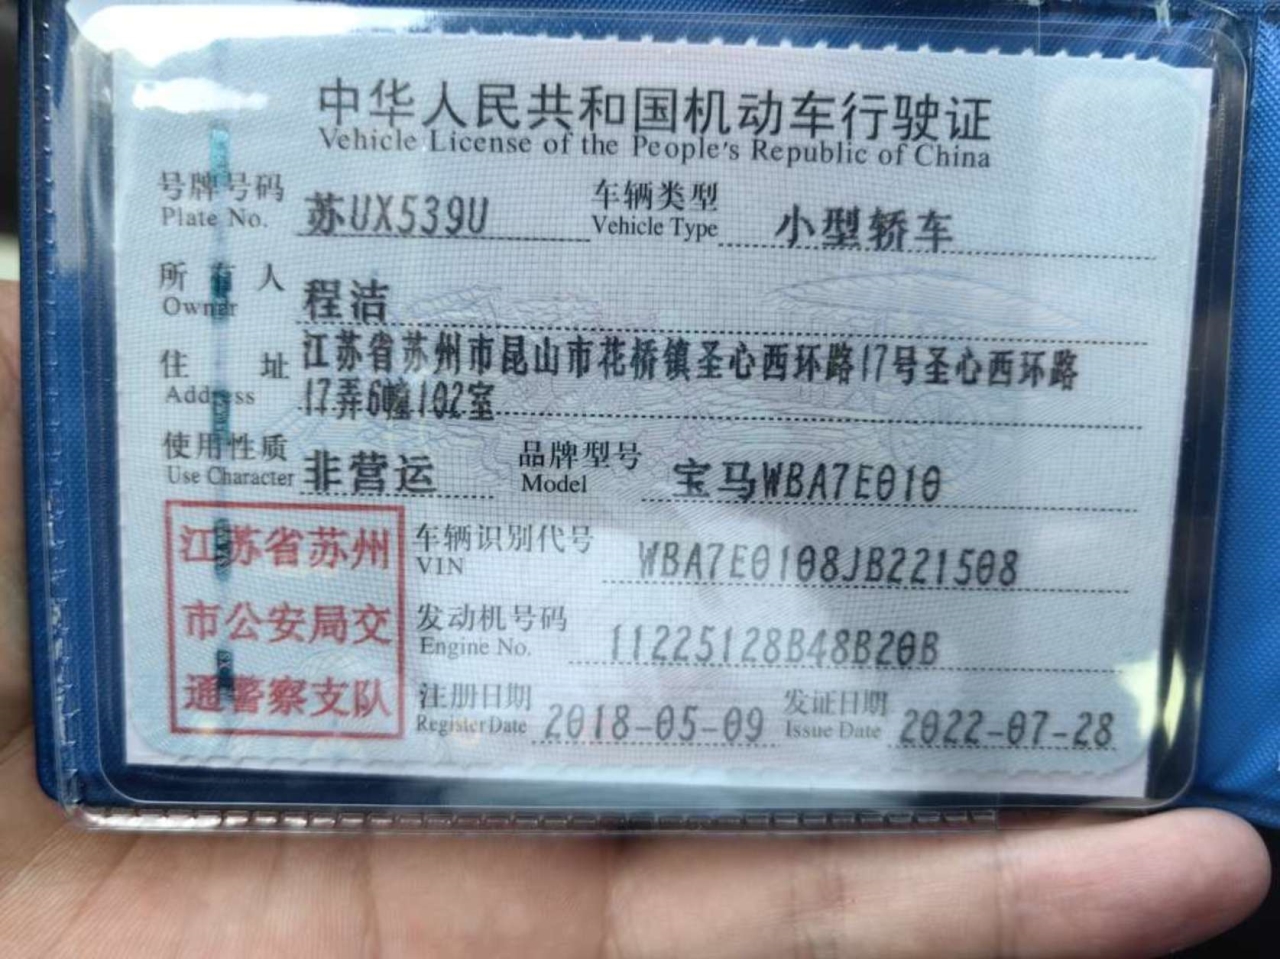 中华人民共和国机动车行驶证
Vehicle License of the People's Republic of China
号牌号码 苏UX539U 车辆类型 小型轿车
Plate No. Vehicle Type
所有人 程洁
Owner
住址 江苏省苏州市昆山市花桥镇圣心西环路17号圣心西环路
Address 17弄6幢102室
使用性质 非营运 品牌型号 宝马WBA7E010
Use Character Model
江苏省苏州 车辆识别代号 WBA7E0108JB221508
VIN
市公安局交 发动机号码 11225128B48B20B
Engine No.
通警察支队 注册日期 2018-05-09 发证日期 2022-07-28
Register Date Issue Date